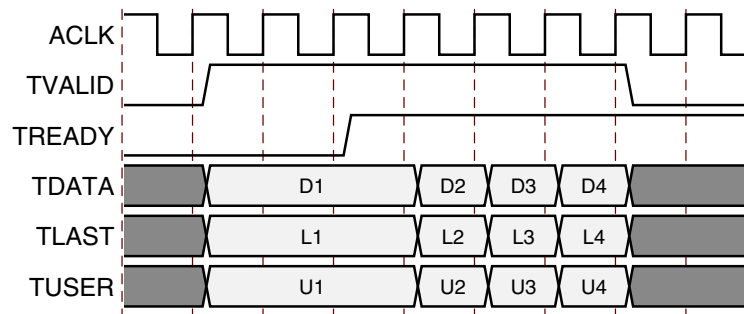 ACLK
TVALID
TREADY
TDATA D1 D2 D3 D4
TLAST L1 L2 L3 L4
TUSER U1 U2 U3 U4